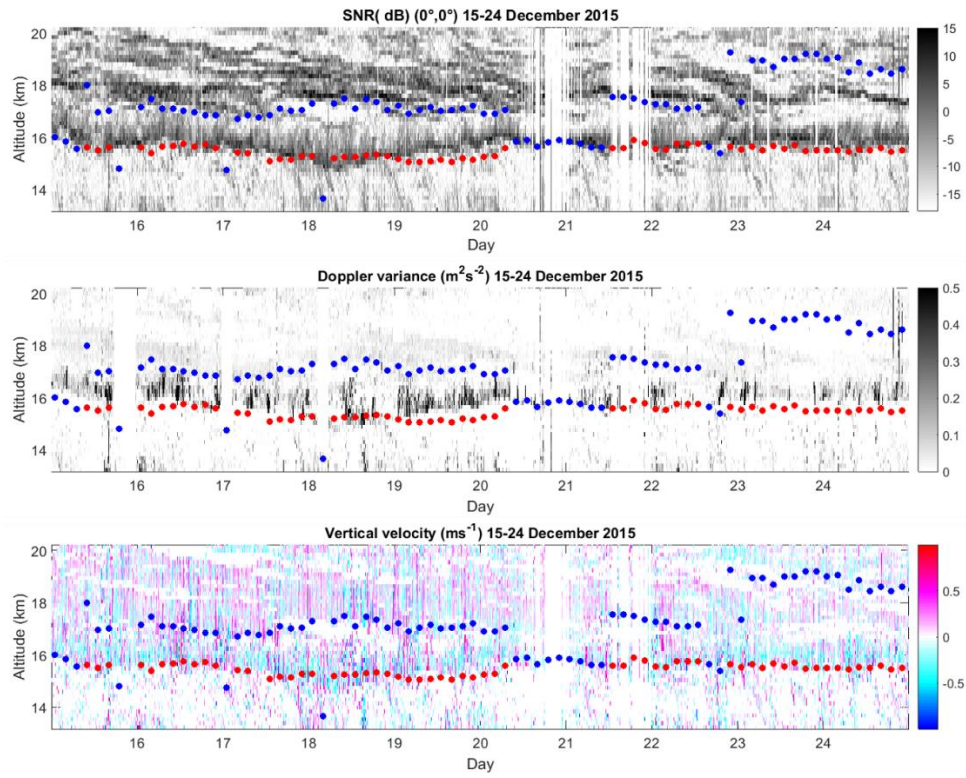 SNR( dB) (0°,0°) 15-24 December 2015
20
18
16
14
Altitude (km)
16 17 18 19 20 21 22 23 24
Day
15
10
5
0
-5
-10
-15
Doppler variance (m²s⁻²) 15-24 December 2015
20
18
16
14
Altitude (km)
16 17 18 19 20 21 22 23 24
Day
0.5
0.4
0.3
0.2
0.1
0
Vertical velocity (ms⁻¹) 15-24 December 2015
20
18
16
14
Altitude (km)
16 17 18 19 20 21 22 23 24
Day
0.5
0
-0.5